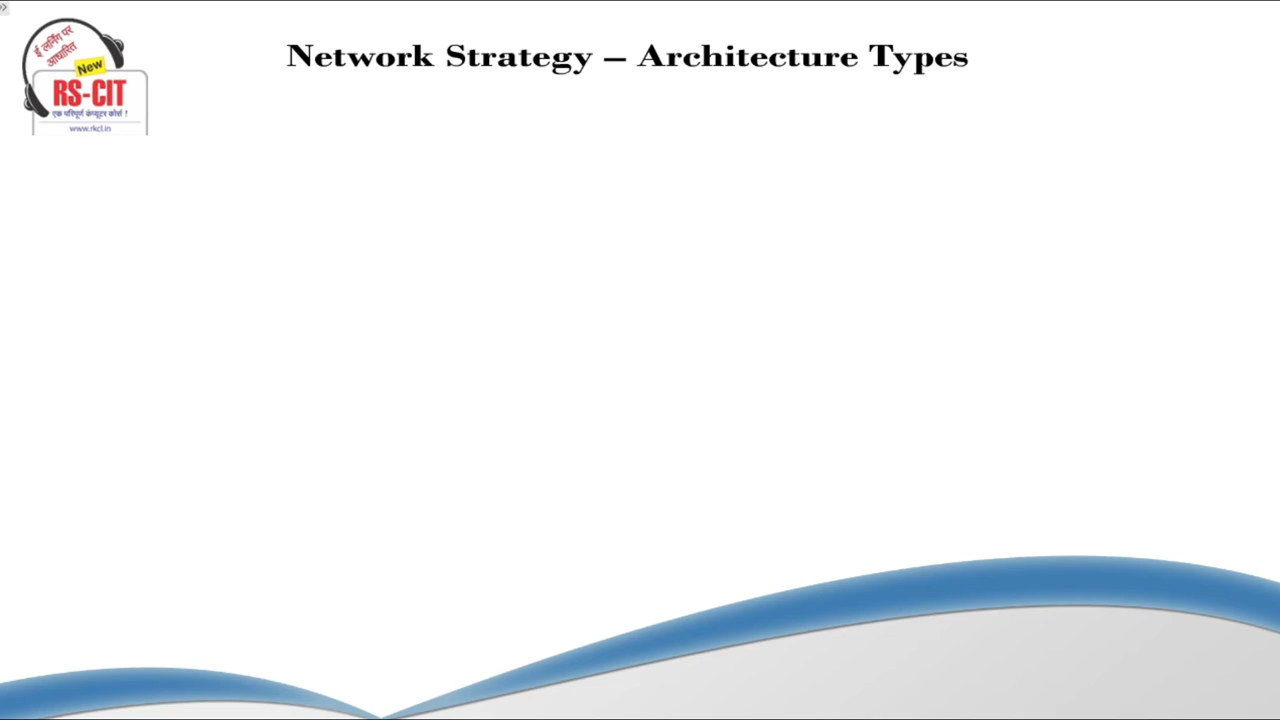 Network Strategy – Architecture Types
ई लर्निंग पर
आधारित
New
RS-CIT
एक परिपूर्ण कंप्यूटर कोर्स !
www.rkcl.in